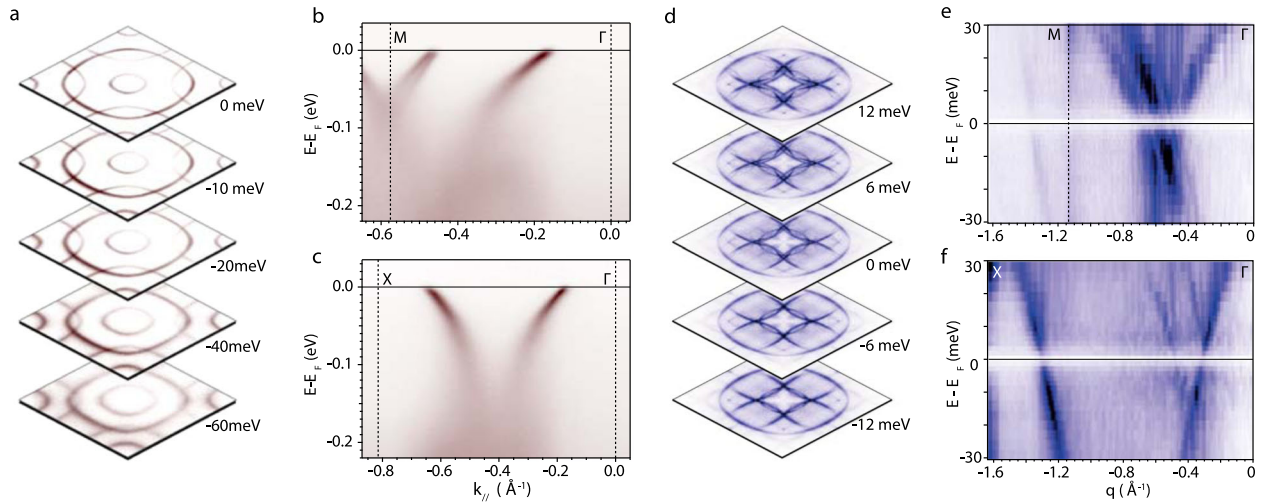 a
0 meV
-10 meV
-20meV
-40meV
-60meV
b
M
Γ
0.0
-0.1
-0.2
E-E_F (eV)
-0.6
-0.4
-0.2
0.0
c
X
Γ
0.0
-0.1
-0.2
E-E_F (eV)
-0.8
-0.6
-0.4
-0.2
0.0
k_// ( Å⁻¹)
d
12 meV
6 meV
0 meV
-6 meV
-12 meV
e
M
Γ
30
0
-30
E - E_F (meV)
-1.6
-1.2
-0.8
-0.4
0
f
X
Γ
30
0
-30
E - E_F (meV)
-1.6
-1.2
-0.8
-0.4
0
q (Å⁻¹)